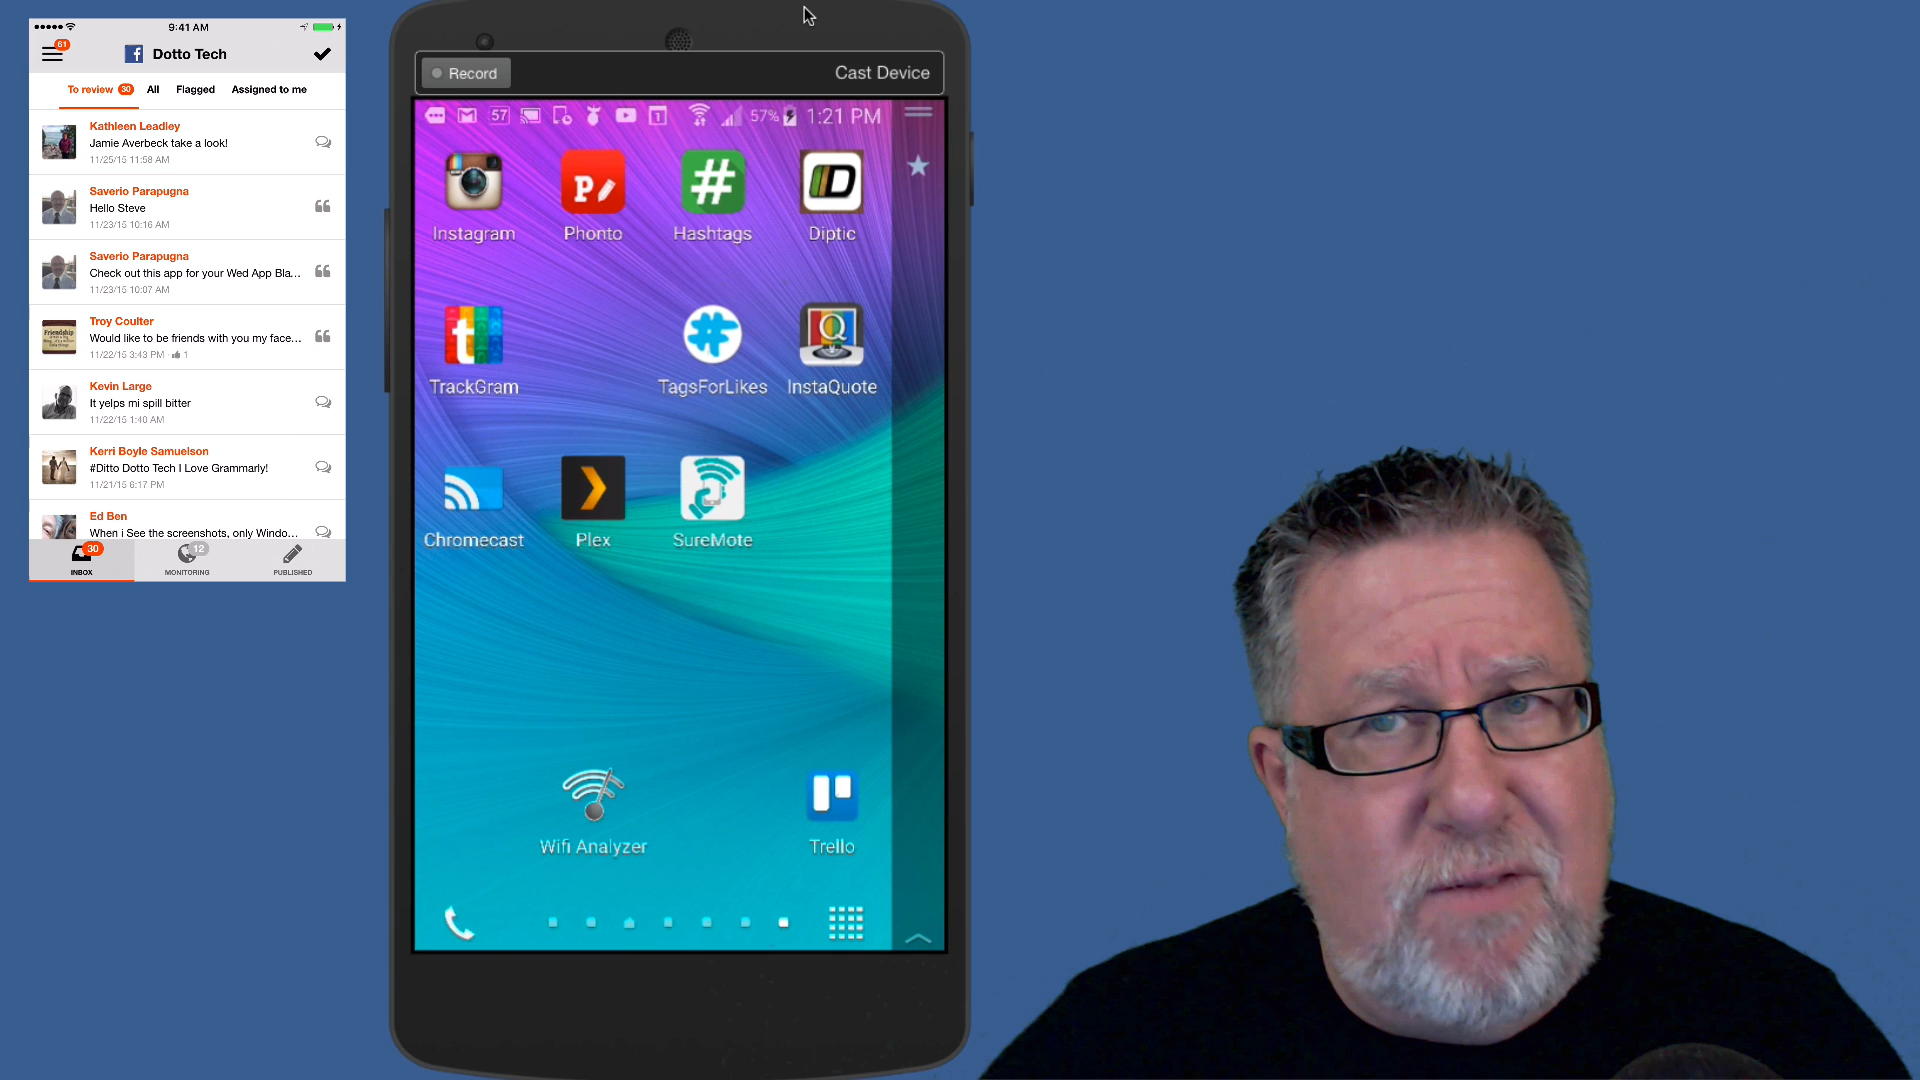 9:41 AM
61
Dotto Tech
To review 30 All Flagged Assigned to me
Kathleen Leadley
Jamie Averbeck take a look!
11/25/15 11:58 AM
Saverio Parapugna
Hello Steve
11/23/15 10:16 AM
Saverio Parapugna
Check out this app for your Wed App Bla...
11/23/15 10:07 AM
Troy Coulter
Would like to be friends with you my face...
11/22/15 3:43 PM · 1
Kevin Large
It yelps mi spill bitter
11/22/15 1:40 AM
Kerri Boyle Samuelson
#Ditto Dotto Tech I Love Grammarly!
11/21/15 6:17 PM
Ed Ben
When i See the screenshots, only Windo...
30 12
INBOX MONITORING PUBLISHED
Record Cast Device
57 1 57% 1:21 PM
Instagram Phonto Hashtags Diptic
TrackGram TagsForLikes InstaQuote
Chromecast Plex SureMote
Wifi Analyzer Trello